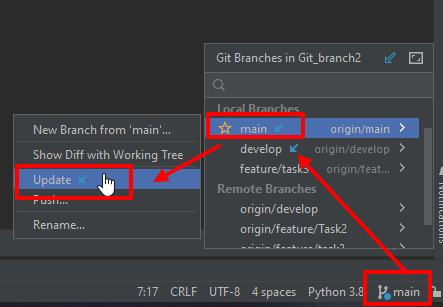 Git Branches in Git_branch2
Local Branches
main origin/main
develop origin/develop
feature/task3 origin/feat...
Remote Branches
origin/develop
origin/feature/Task2
origin/feature/task2
New Branch from 'main'...
Show Diff with Working Tree
Update
Push...
Rename...
Notifications
7:17 CRLF UTF-8 4 spaces Python 3.8 main